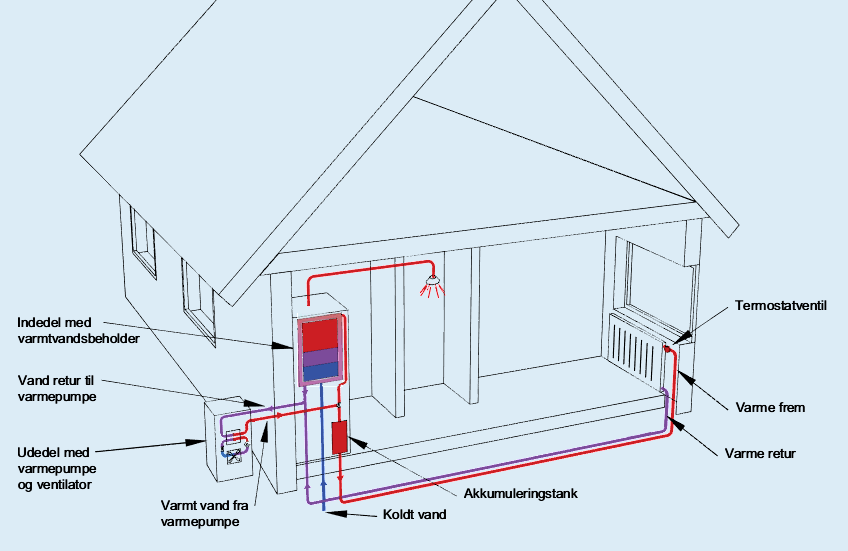 Indedel med
varmtvandsbeholder
Vand retur til
varmepumpe
Udedel med
varmepumpe
og ventilator
Varmt vand fra
varmepumpe
Koldt vand
Akkumuleringstank
Termostatventil
Varme frem
Varme retur